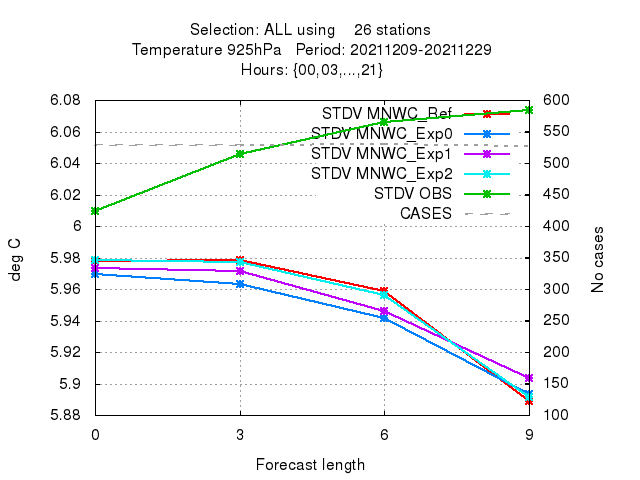 Selection: ALL using 26 stations
Temperature 925hPa Period: 20211209-20211229
Hours: {00,03,...,21}
6.08 600
STDV MNWC_Ref
6.06 550
STDV MNWC_Exp0
STDV MNWC_Exp1
6.04 500
STDV MNWC_Exp2
6.02 450
STDV OBS
CASES
6 400
5.98 350
5.96 300
5.94 250
5.92 200
5.9 150
5.88 100
deg C
No cases
0 3 6 9
Forecast length